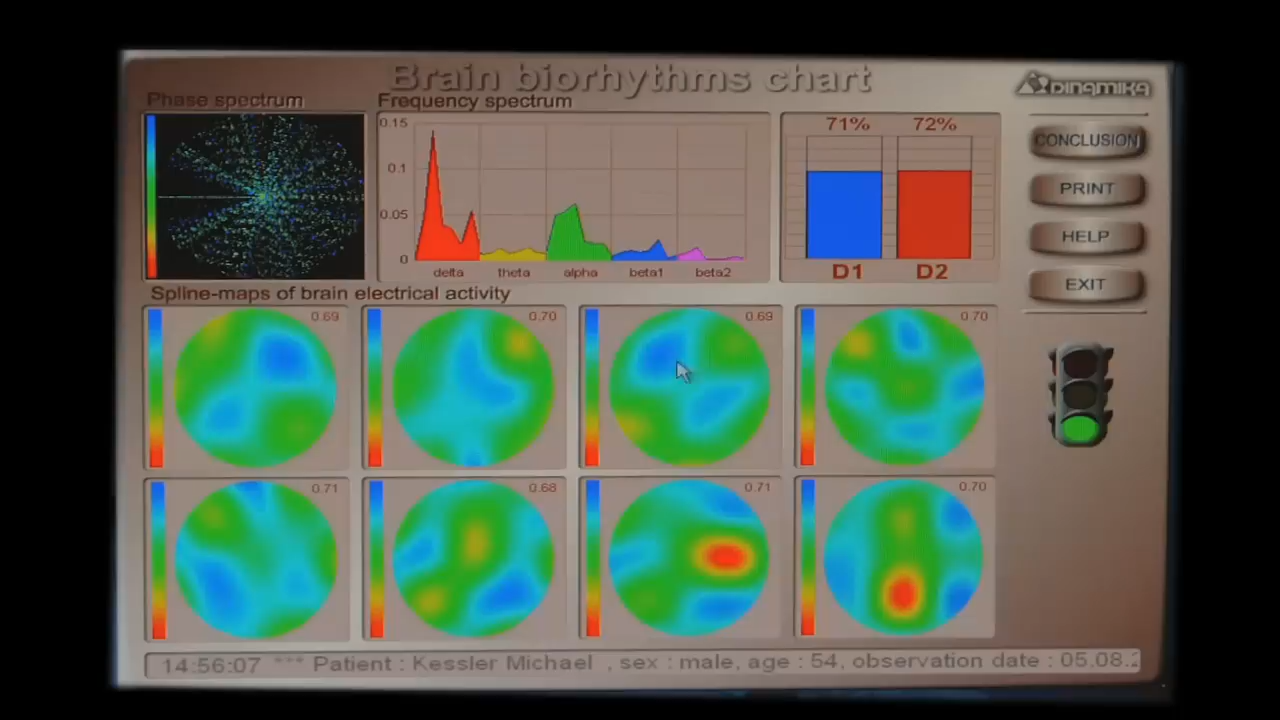 Brain biorhythms chart
DINAMIKA
Phase spectrum
Frequency spectrum
0.15
0.1
0.05
0
delta theta alpha beta1 beta2
71% 72%
D1 D2
CONCLUSION
PRINT
HELP
EXIT
Spline-maps of brain electrical activity
0.69 0.70 0.69 0.70
0.71 0.68 0.71 0.70
14:56:07 *** Patient : Kessler Michael , sex : male, age : 54, observation date : 05.08.